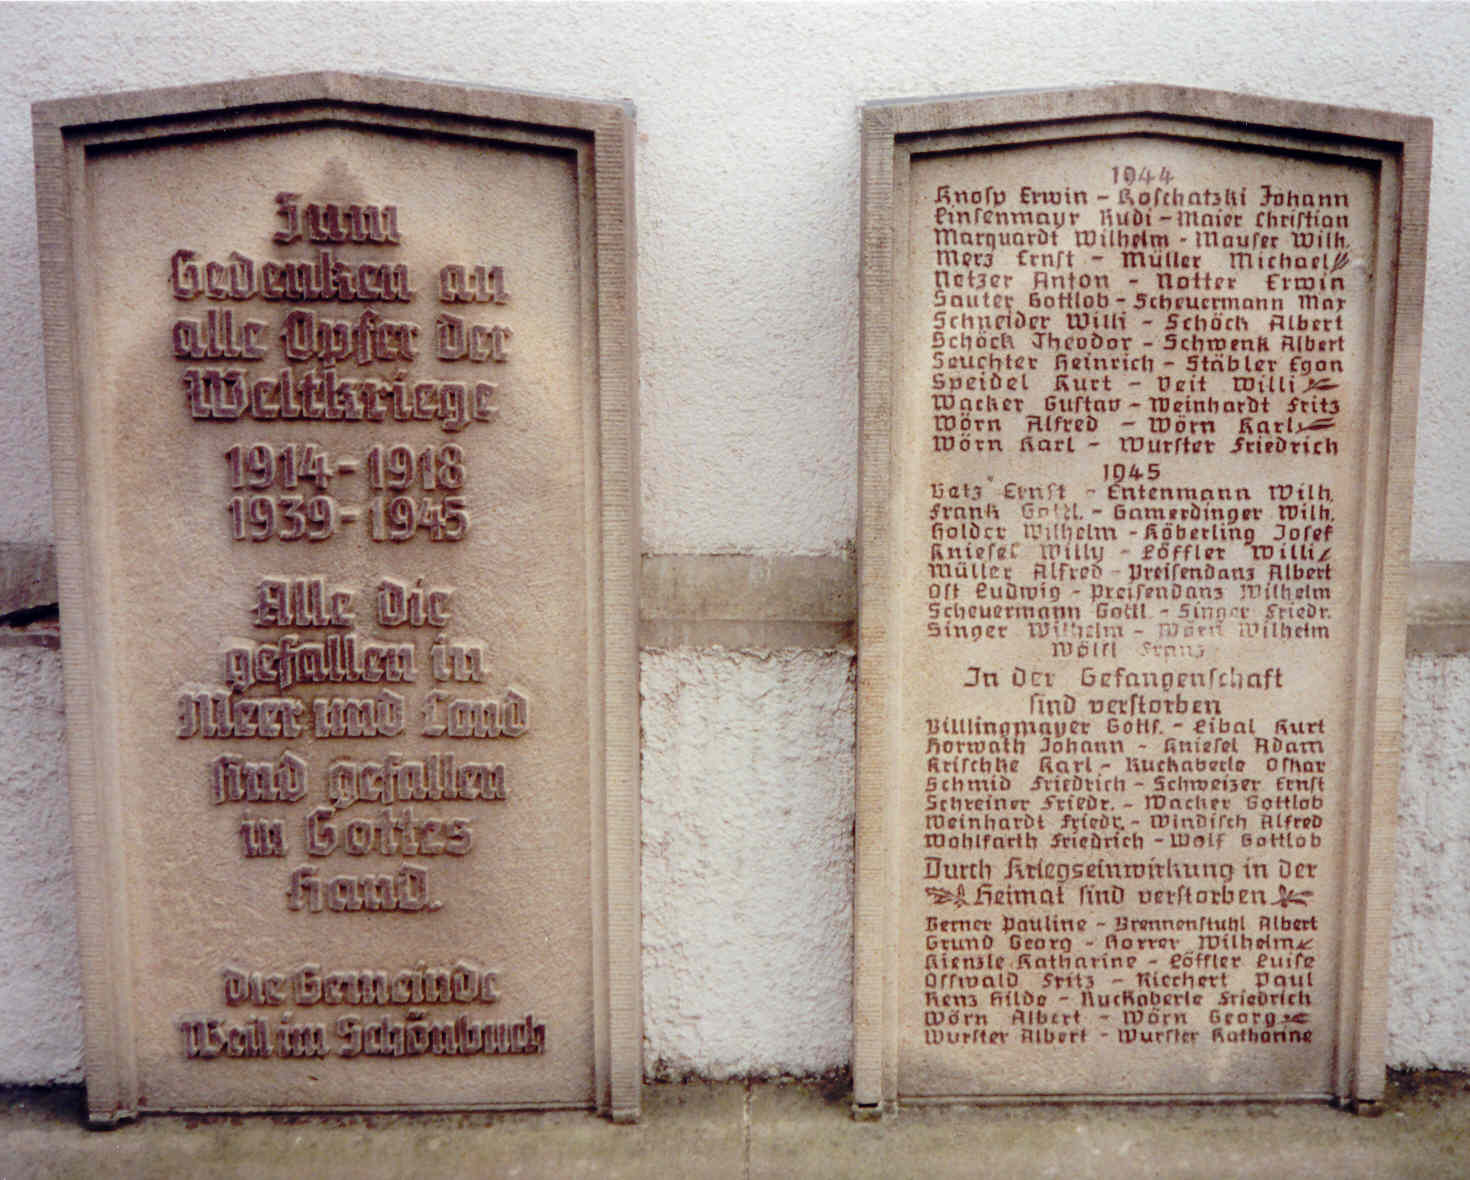 Zum
Gedenken an
alle Opfer der
Weltkriege
1914-1918
1939-1945
Alle die
gefallen in
Meer und Land
sind gefallen
in Gottes
Hand.
die Gemeinde
Weil im Schönbuch
1944
Knosp Erwin - Koschatzki Johann
Linsenmayr Rudi - Maier Christian
Marquardt Wilhelm - Mauser Wilh.
Merz Ernst - Müller Michael
Netzer Anton - Notter Erwin
Sauter Gottlob - Scheuermann Max
Schneider Willi - Schöck Albert
Schöck Theodor - Schwenk Albert
Seuchter Heinrich - Stäbler Egon
Speidel Kurt - Veit Willi
Wacker Gustav - Weinhardt Fritz
Wörn Alfred - Wörn Karl
Wörn Karl - Wurster Friedrich
1945
Batz Ernst - Entenmann Wilh.
Frank Gottl. - Gamerdinger Wilh.
Holder Wilhelm - Köberling Josef
Kniesel Willy - Löffler Willi
Müller Alfred - Preisendanz Albert
Ost Ludwig - Preisendanz Wilhelm
Scheuermann Gottl. - Singer Friedr.
Singer Wilhelm - Wörn Wilhelm
Wölfl Franz
In der Gefangenschaft
sind verstorben
Billlingmayer Gottf. - Eibal Kurt
Horwath Johann - Kniesel Adam
Krischke Karl - Ruckaberle Oskar
Schmid Friedrich - Schweizer Ernst
Schreiner Friedr. - Wacker Gottlob
Weinhardt Friedr. - Windisch Alfred
Wohlfarth Friedrich - Wolf Gottlob
Durch Kriegseinwirkung in der
Heimat sind verstorben
Berner Pauline - Brennenstuhl Albert
Grund Georg - Horrer Wilhelm
Kienzle Katharine - Löffler Luise
Osswald Fritz - Riechert Paul
Renz Hilde - Ruckaberle Friedrich
Wörn Albert - Wörn Georg
Wurster Albert - Wurster Katharine